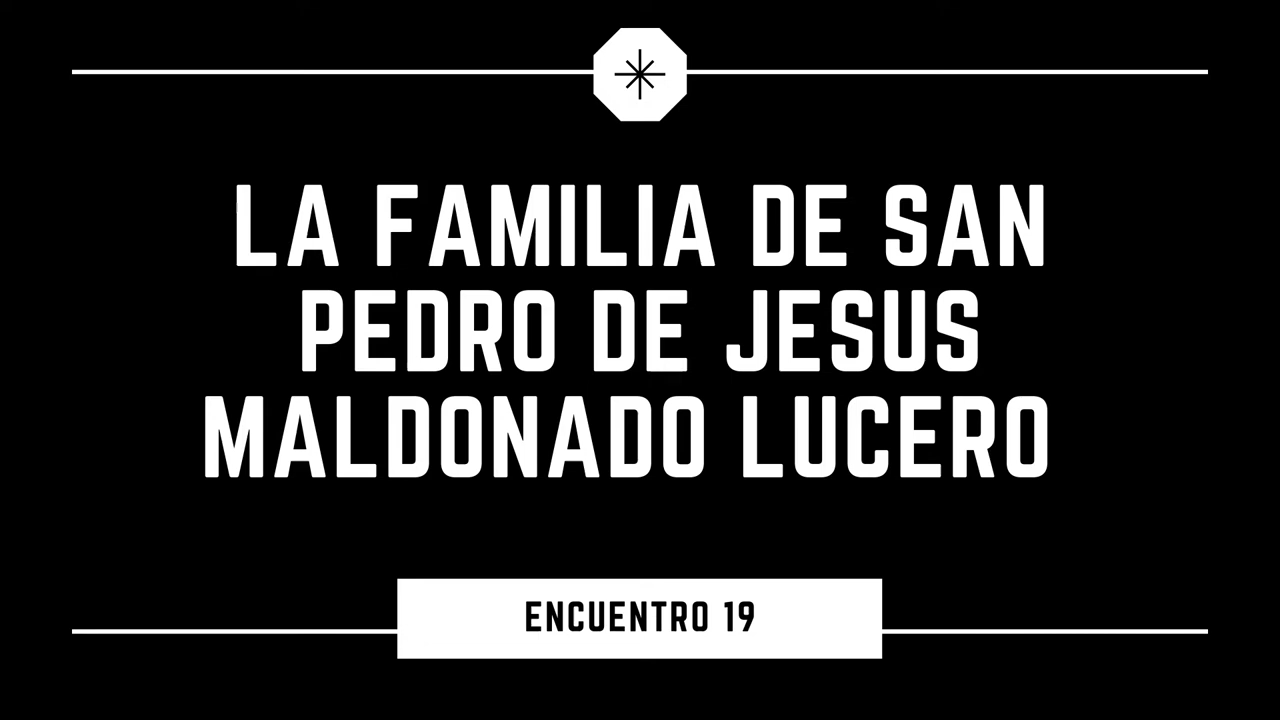 LA FAMILIA DE SAN
PEDRO DE JESUS
MALDONADO LUCERO
ENCUENTRO 19